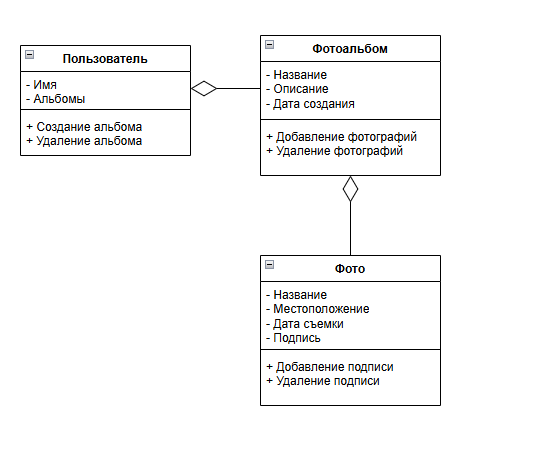 Пользователь
- Имя
- Альбомы
+ Создание альбома
+ Удаление альбома
Фотоальбом
- Название
- Описание
- Дата создания
+ Добавление фотографий
+ Удаление фотографий
Фото
- Название
- Местоположение
- Дата съемки
- Подпись
+ Добавление подписи
+ Удаление подписи